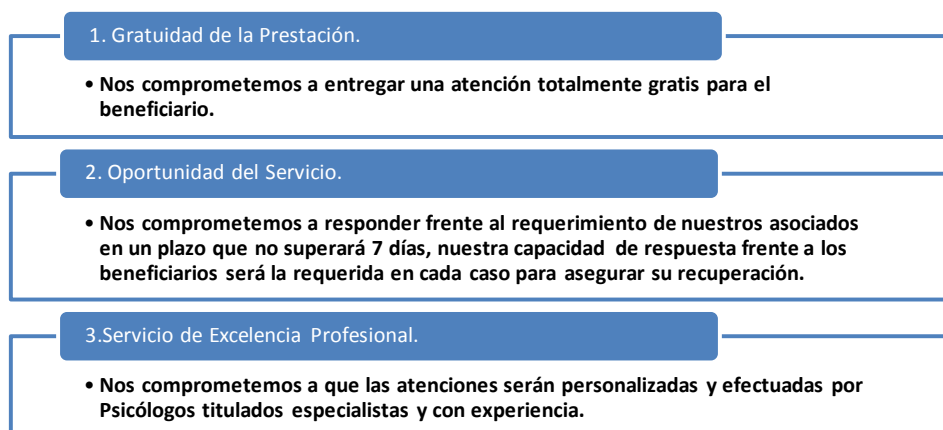 1. Gratuidad de la Prestación.
• Nos comprometemos a entregar una atención totalmente gratis para el
beneficiario.
2. Oportunidad del Servicio.
• Nos comprometemos a responder frente al requerimiento de nuestros asociados
en un plazo que no superará 7 días, nuestra capacidad de respuesta frente a los
beneficiarios será la requerida en cada caso para asegurar su recuperación.
3.Servicio de Excelencia Profesional.
• Nos comprometemos a que las atenciones serán personalizadas y efectuadas por
Psicólogos titulados especialistas y con experiencia.